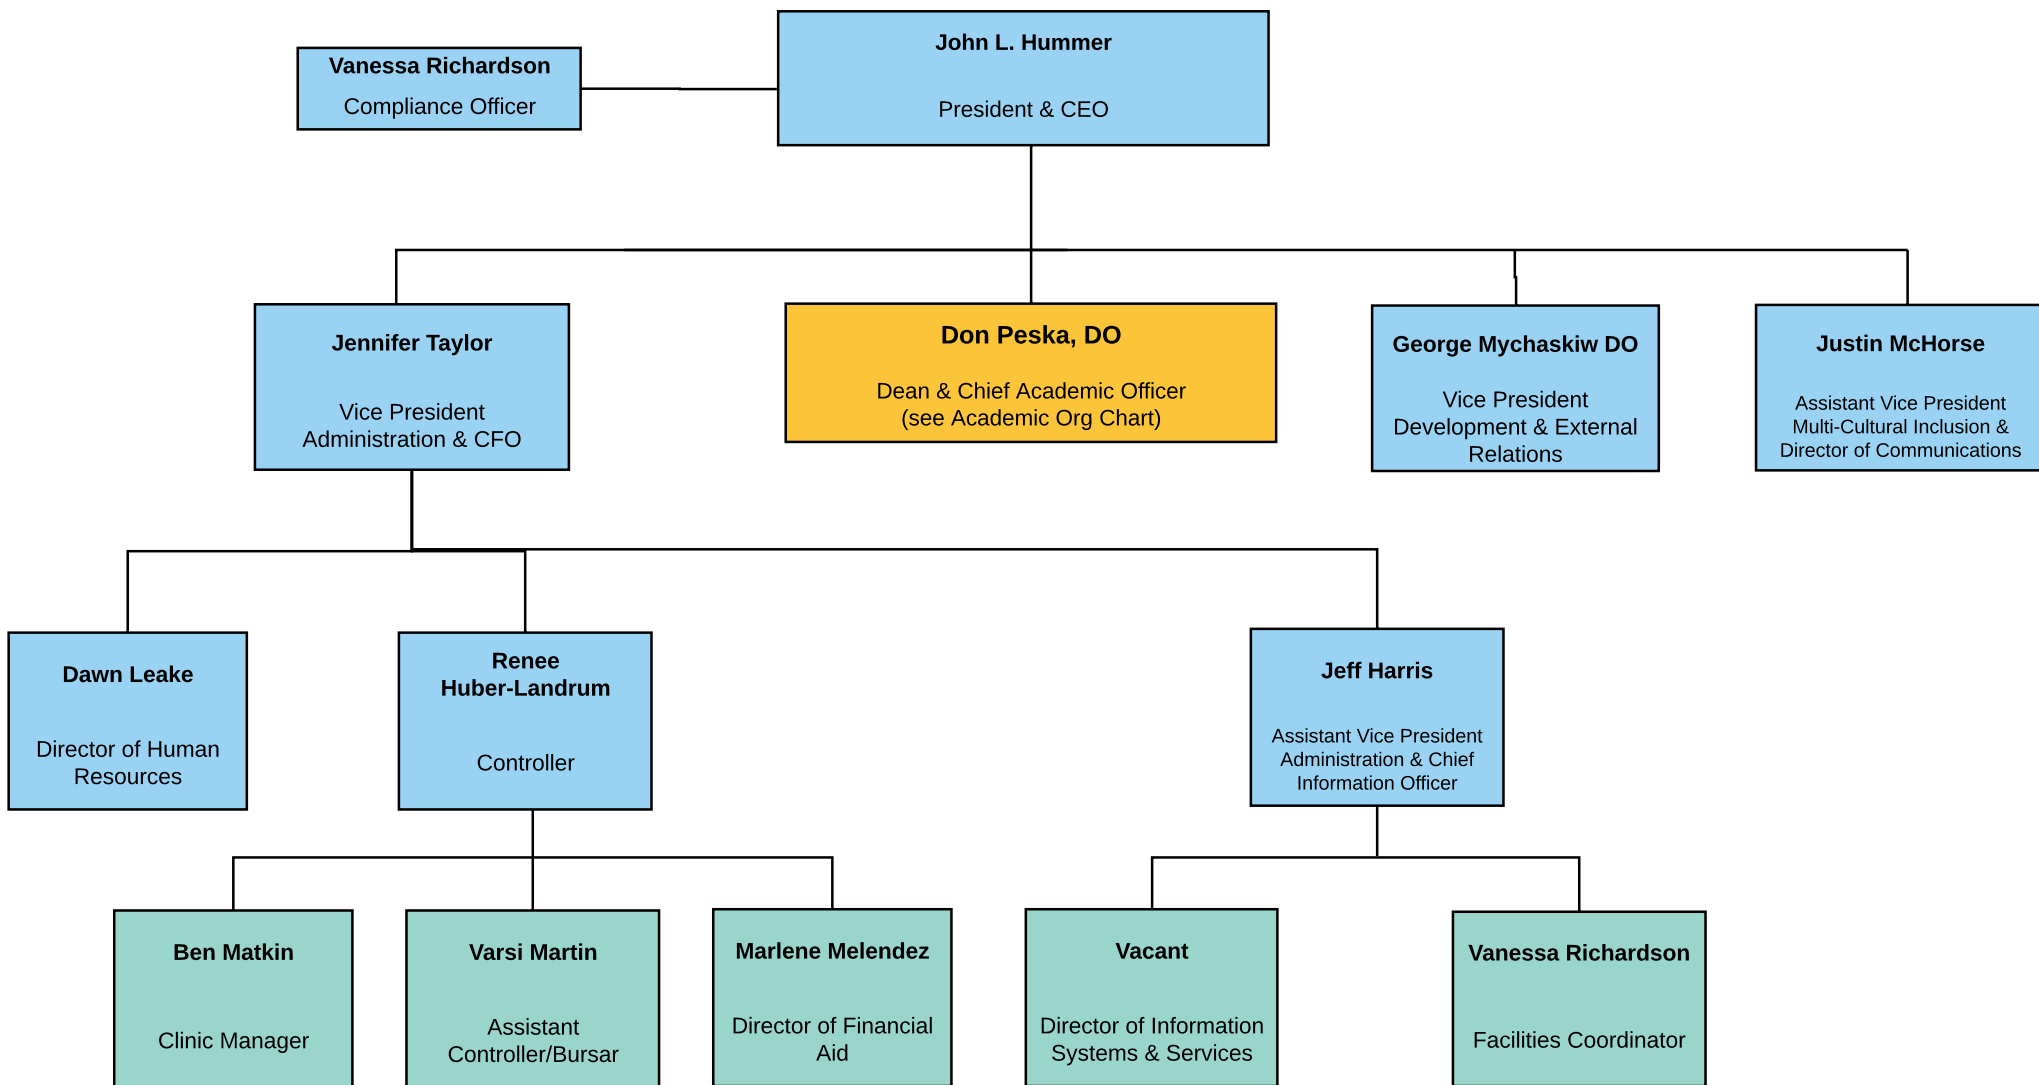 John L. Hummer
President & CEO
Vanessa Richardson
Compliance Officer
Jennifer Taylor
Vice President
Administration & CFO
Don Peska, DO
Dean & Chief Academic Officer
(see Academic Org Chart)
George Mychaskiw DO
Vice President
Development & External
Relations
Justin McHorse
Assistant Vice President
Multi-Cultural Inclusion &
Director of Communications
Dawn Leake
Director of Human
Resources
Renee
Huber-Landrum
Controller
Jeff Harris
Assistant Vice President
Administration & Chief
Information Officer
Ben Matkin
Clinic Manager
Varsi Martin
Assistant
Controller/Bursar
Marlene Melendez
Director of Financial
Aid
Vacant
Director of Information
Systems & Services
Vanessa Richardson
Facilities Coordinator